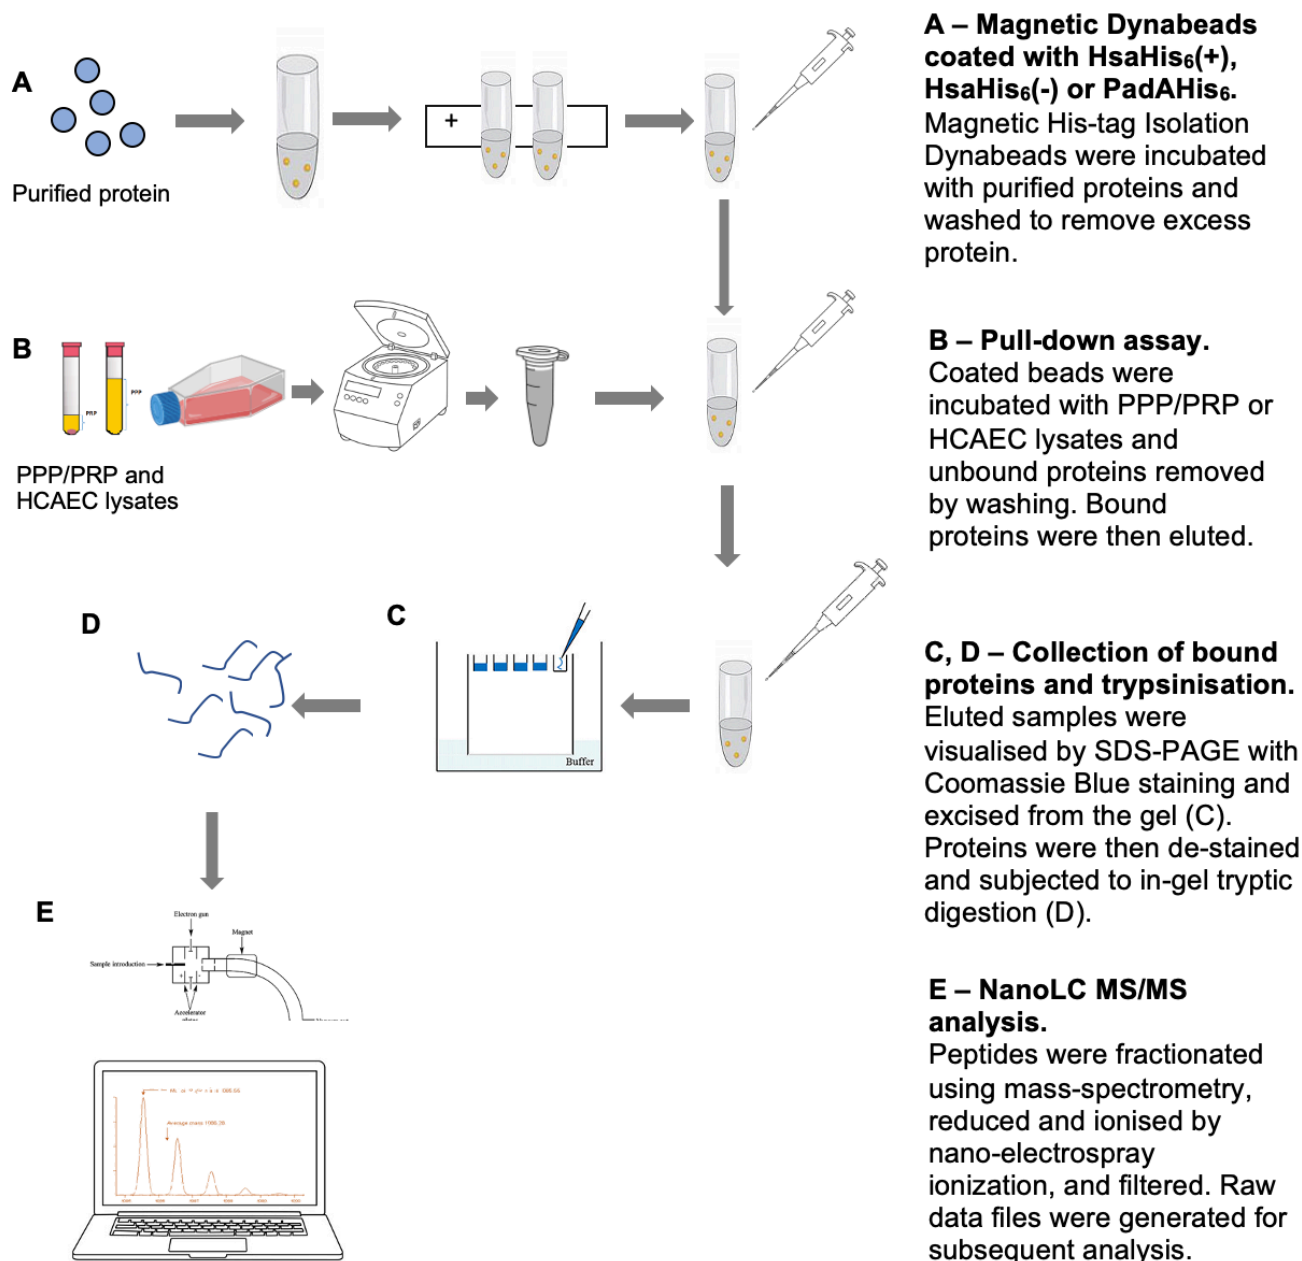 A
Purified protein
+
A – Magnetic Dynabeads
coated with HsaHis₆(+),
HsaHis₆(-) or PadAHis₆.
Magnetic His-tag Isolation
Dynabeads were incubated
with purified proteins and
washed to remove excess
protein.
B
PRP
PPP
PPP/PRP and
HCAEC lysates
B – Pull-down assay.
Coated beads were
incubated with PPP/PRP or
HCAEC lysates and
unbound proteins removed
by washing. Bound
proteins were then eluted.
D
C
Buffer
C, D – Collection of bound
proteins and trypsinisation.
Eluted samples were
visualised by SDS-PAGE with
Coomassie Blue staining and
excised from the gel (C).
Proteins were then de-stained
and subjected to in-gel tryptic
digestion (D).
E
Electron gun
Magnet
Sample introduction
+
-
Accelerator
Average mass
E – NanoLC MS/MS
analysis.
Peptides were fractionated
using mass-spectrometry,
reduced and ionised by
nano-electrospray
ionization, and filtered. Raw
data files were generated for
subsequent analysis.